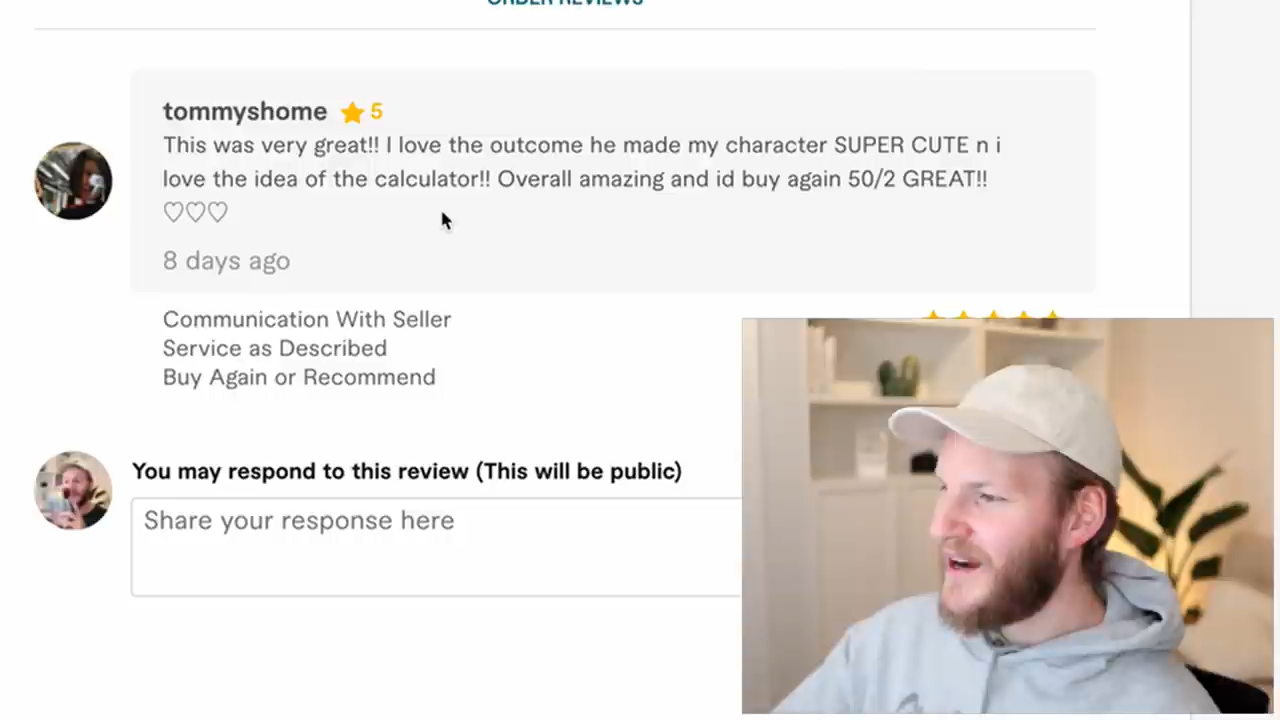 ORDER REVIEWS
tommyshome ★ 5
This was very great!! I love the outcome he made my character SUPER CUTE n i
love the idea of the calculator!! Overall amazing and id buy again 50/2 GREAT!!
♡♡♡
8 days ago
Communication With Seller
Service as Described
Buy Again or Recommend
You may respond to this review (This will be public)
Share your response here